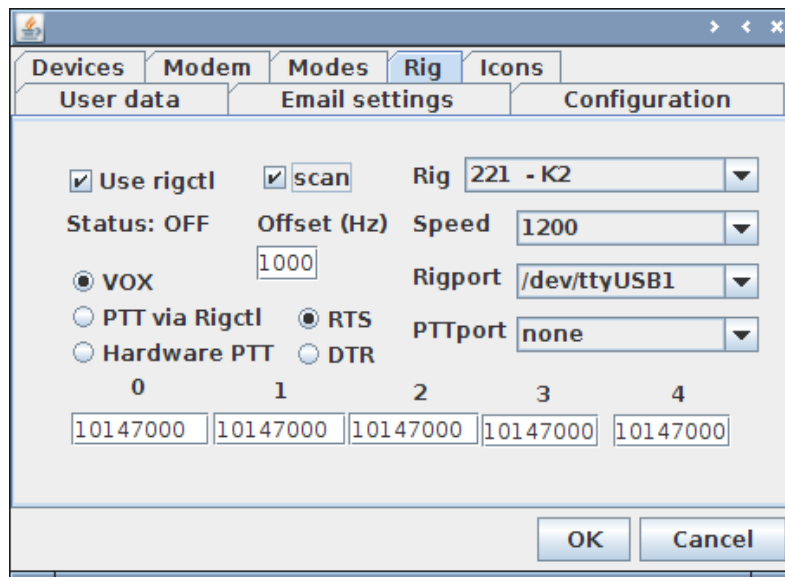 Devices Modem Modes Rig Icons
User data Email settings Configuration
Use rigctl scan Rig 221 - K2
Status: OFF Offset (Hz) Speed 1200
1000
VOX Rigport /dev/ttyUSB1
PTT via Rigctl RTS PTTport none
Hardware PTT DTR
0 1 2 3 4
10147000 10147000 10147000 10147000 10147000
OK Cancel